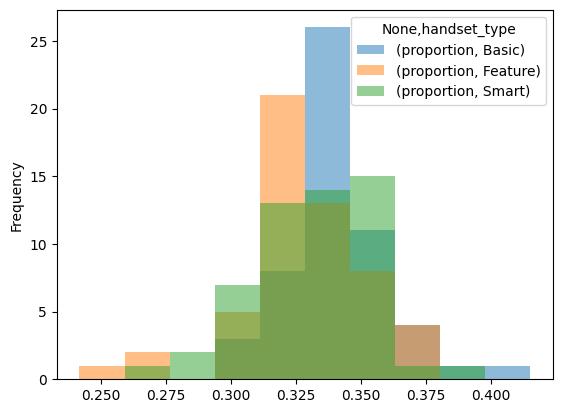 None,handset_type
(proportion, Basic)
(proportion, Feature)
(proportion, Smart)
Frequency
25
20
15
10
5
0
0.250 0.275 0.300 0.325 0.350 0.375 0.400